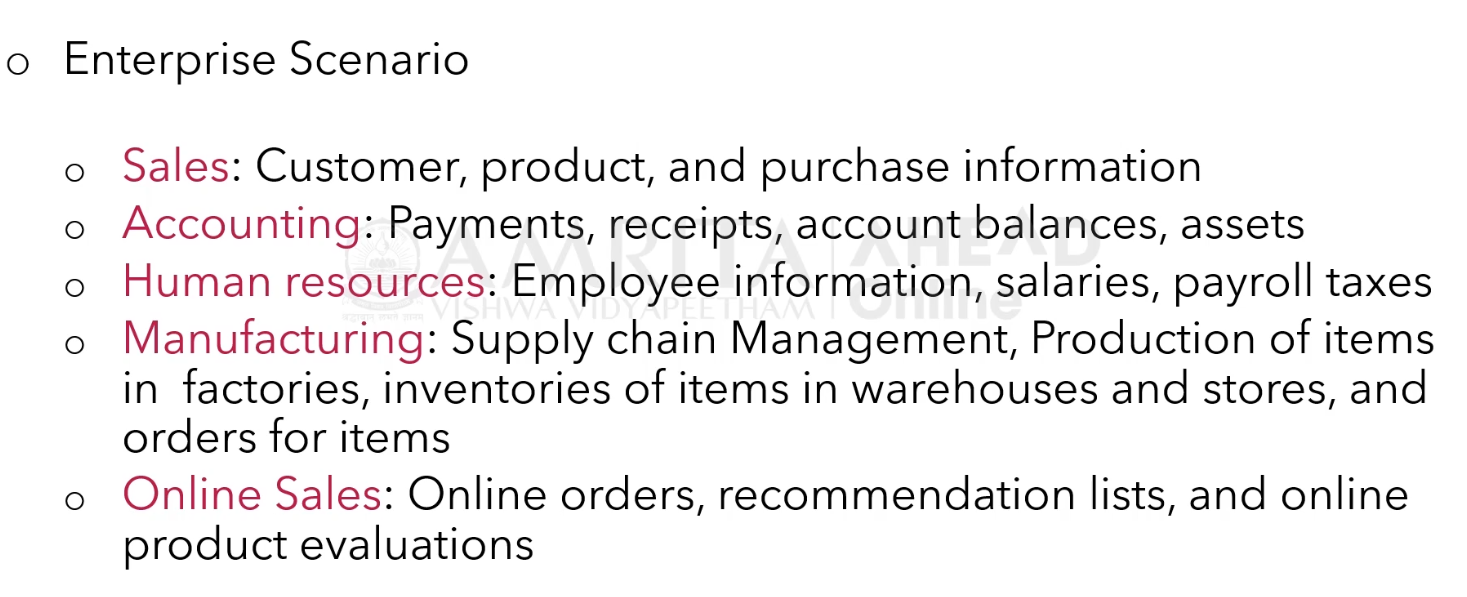 o Enterprise Scenario
o Sales: Customer, product, and purchase information
o Accounting: Payments, receipts, account balances, assets
o Human resources: Employee information, salaries, payroll taxes
o Manufacturing: Supply chain Management, Production of items
in factories, inventories of items in warehouses and stores, and
orders for items
o Online Sales: Online orders, recommendation lists, and online
product evaluations
AMRITA
VISHWA VIDYAPEETHAM
AHEAD
Online